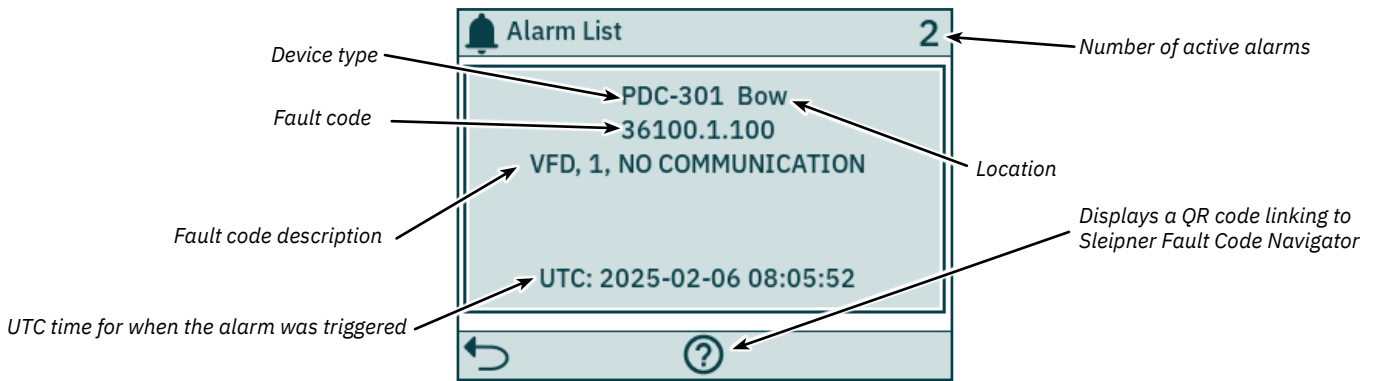 Alarm List
2
Number of active alarms
Device type
PDC-301 Bow
Fault code
36100.1.100
VFD, 1, NO COMMUNICATION
Location
Fault code description
Displays a QR code linking to
Sleipner Fault Code Navigator
UTC: 2025-02-06 08:05:52
UTC time for when the alarm was triggered
?